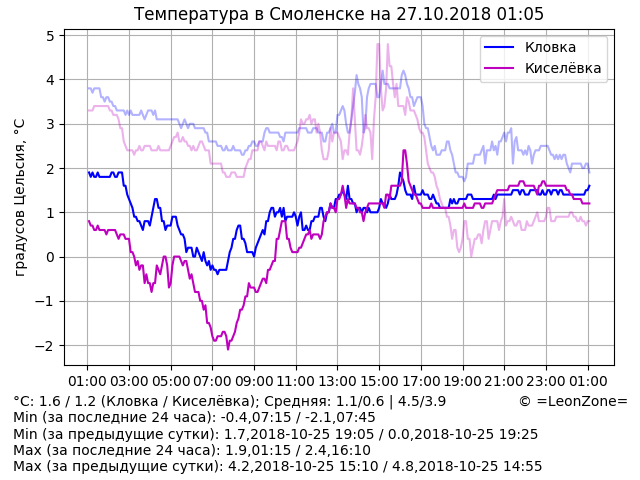 Температура в Смоленске на 27.10.2018 01:05
градусов Цельсия, °C
5
4
3
2
1
0
−1
−2
Кловка
Киселёвка
01:00 03:00 05:00 07:00 09:00 11:00 13:00 15:00 17:00 19:00 21:00 23:00 01:00
°C: 1.6 / 1.2 (Кловка / Киселёвка); Средняя: 1.1/0.6 | 4.5/3.9 © =LeonZone=
Min (за последние 24 часа): -0.4,07:15 / -2.1,07:45
Min (за предыдущие сутки): 1.7,2018-10-25 19:05 / 0.0,2018-10-25 19:25
Max (за последние 24 часа): 1.9,01:15 / 2.4,16:10
Max (за предыдущие сутки): 4.2,2018-10-25 15:10 / 4.8,2018-10-25 14:55